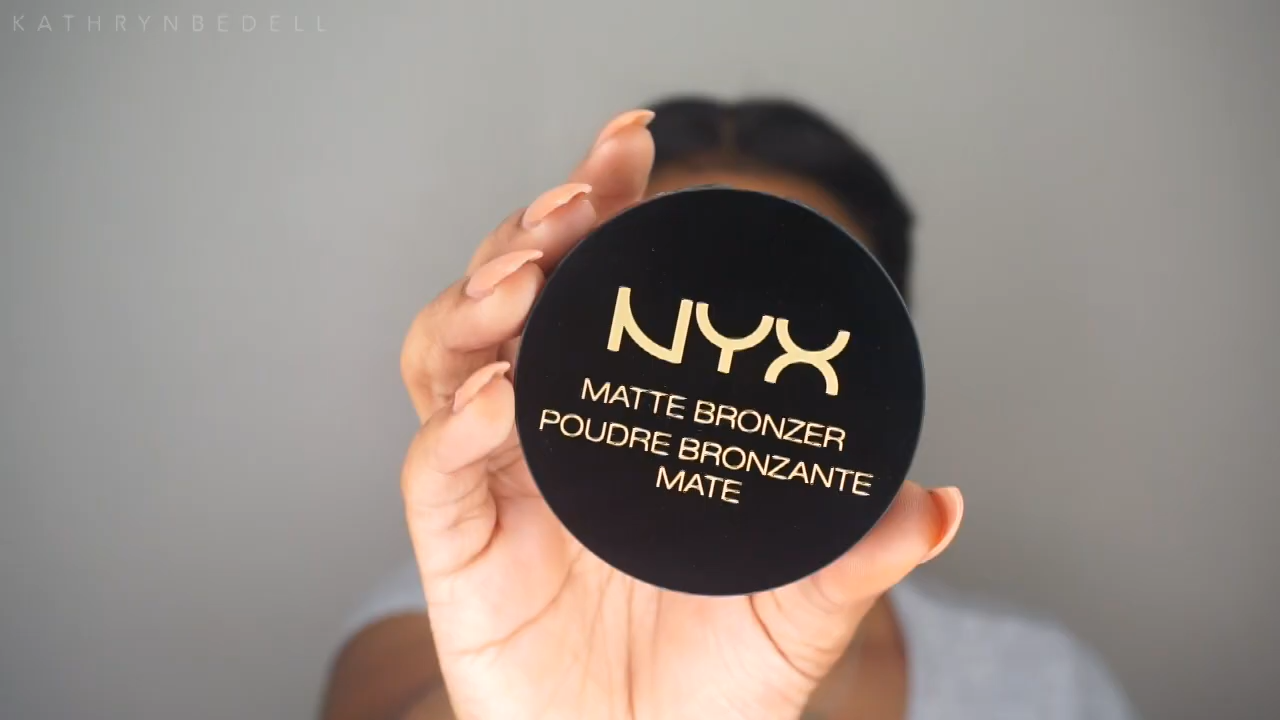 KATHRYNBEDELL
NYX
MATTE BRONZER
POUDRE BRONZANTE
MATE